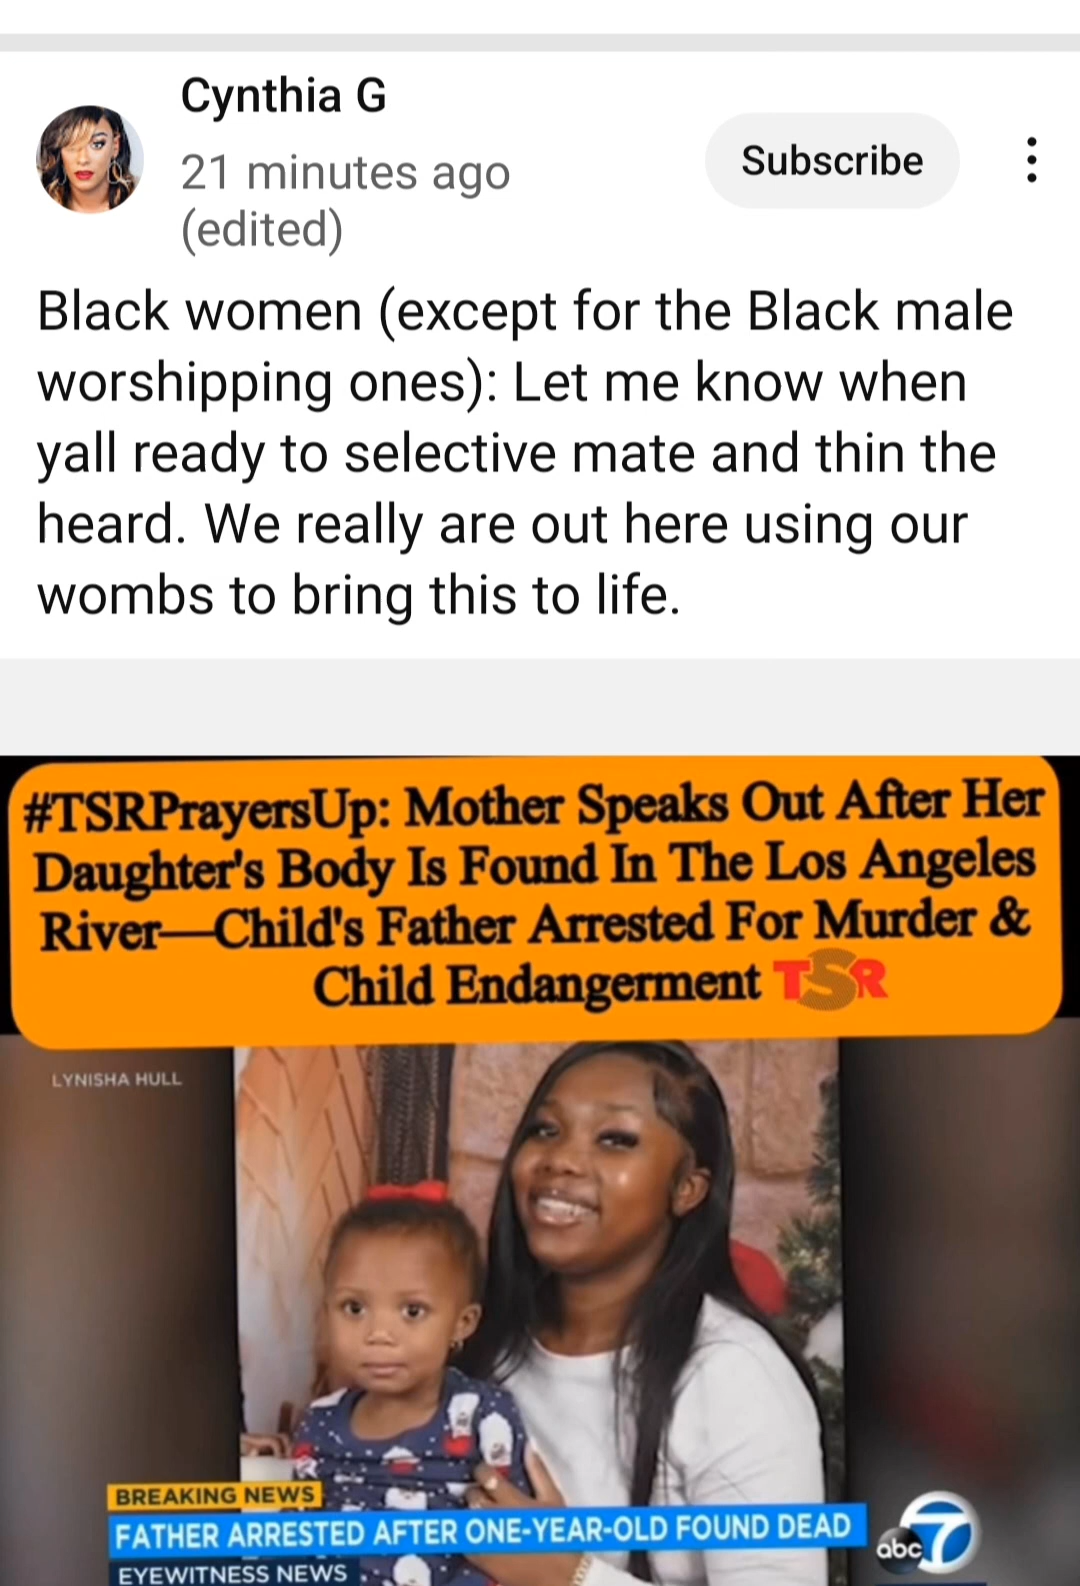 Cynthia G
21 minutes ago
(edited)
Subscribe
Black women (except for the Black male
worshipping ones): Let me know when
yall ready to selective mate and thin the
heard. We really are out here using our
wombs to bring this to life.
#TSRPrayersUp: Mother Speaks Out After Her
Daughter's Body Is Found In The Los Angeles
River—Child's Father Arrested For Murder &
Child Endangerment TSR
LYNISHA HULL
BREAKING NEWS
FATHER ARRESTED AFTER ONE-YEAR-OLD FOUND DEAD
EYEWITNESS NEWS
abc 7